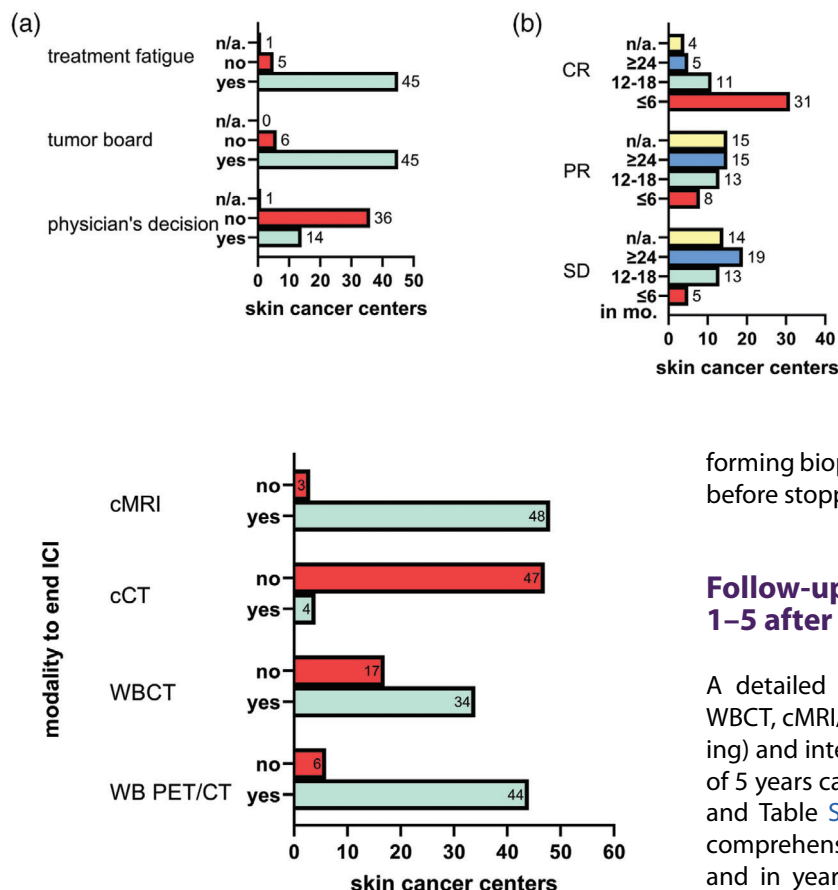 (a)
treatment fatigue
n/a. 1
no 5
yes 45
tumor board
n/a. 0
no 6
yes 45
physician's decision
n/a. 1
no 36
yes 14
0 10 20 30 40 50
skin cancer centers
(b)
CR
n/a. 4
≥24 5
12-18 11
≤6 31
PR
n/a. 15
≥24 15
12-18 13
≤6 8
SD
n/a. 14
≥24 19
12-18 13
≤6 5
in mo.
0 10 20 30 40
skin cancer centers
modality to end ICI
cMRI
no 3
yes 48
cCT
no 47
yes 4
WBCT
no 17
yes 34
WB PET/CT
no 6
yes 44
0 10 20 30 40 50 60
skin cancer centers
forming biop
before stopp
Follow-up
1–5 after
A detailed
WBCT, cMRI/
ing) and inte
of 5 years ca
and Table S
comprehens
and in year